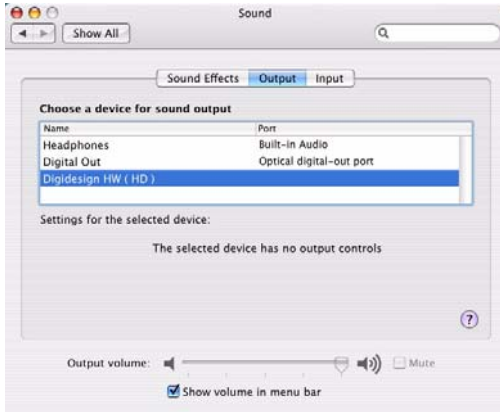 Sound
Show All
Sound Effects Output Input
Choose a device for sound output
Name Port
Headphones Built-in Audio
Digital Out Optical digital-out port
Digidesign HW ( HD )
Settings for the selected device:
The selected device has no output controls
?
Output volume: Mute
Show volume in menu bar